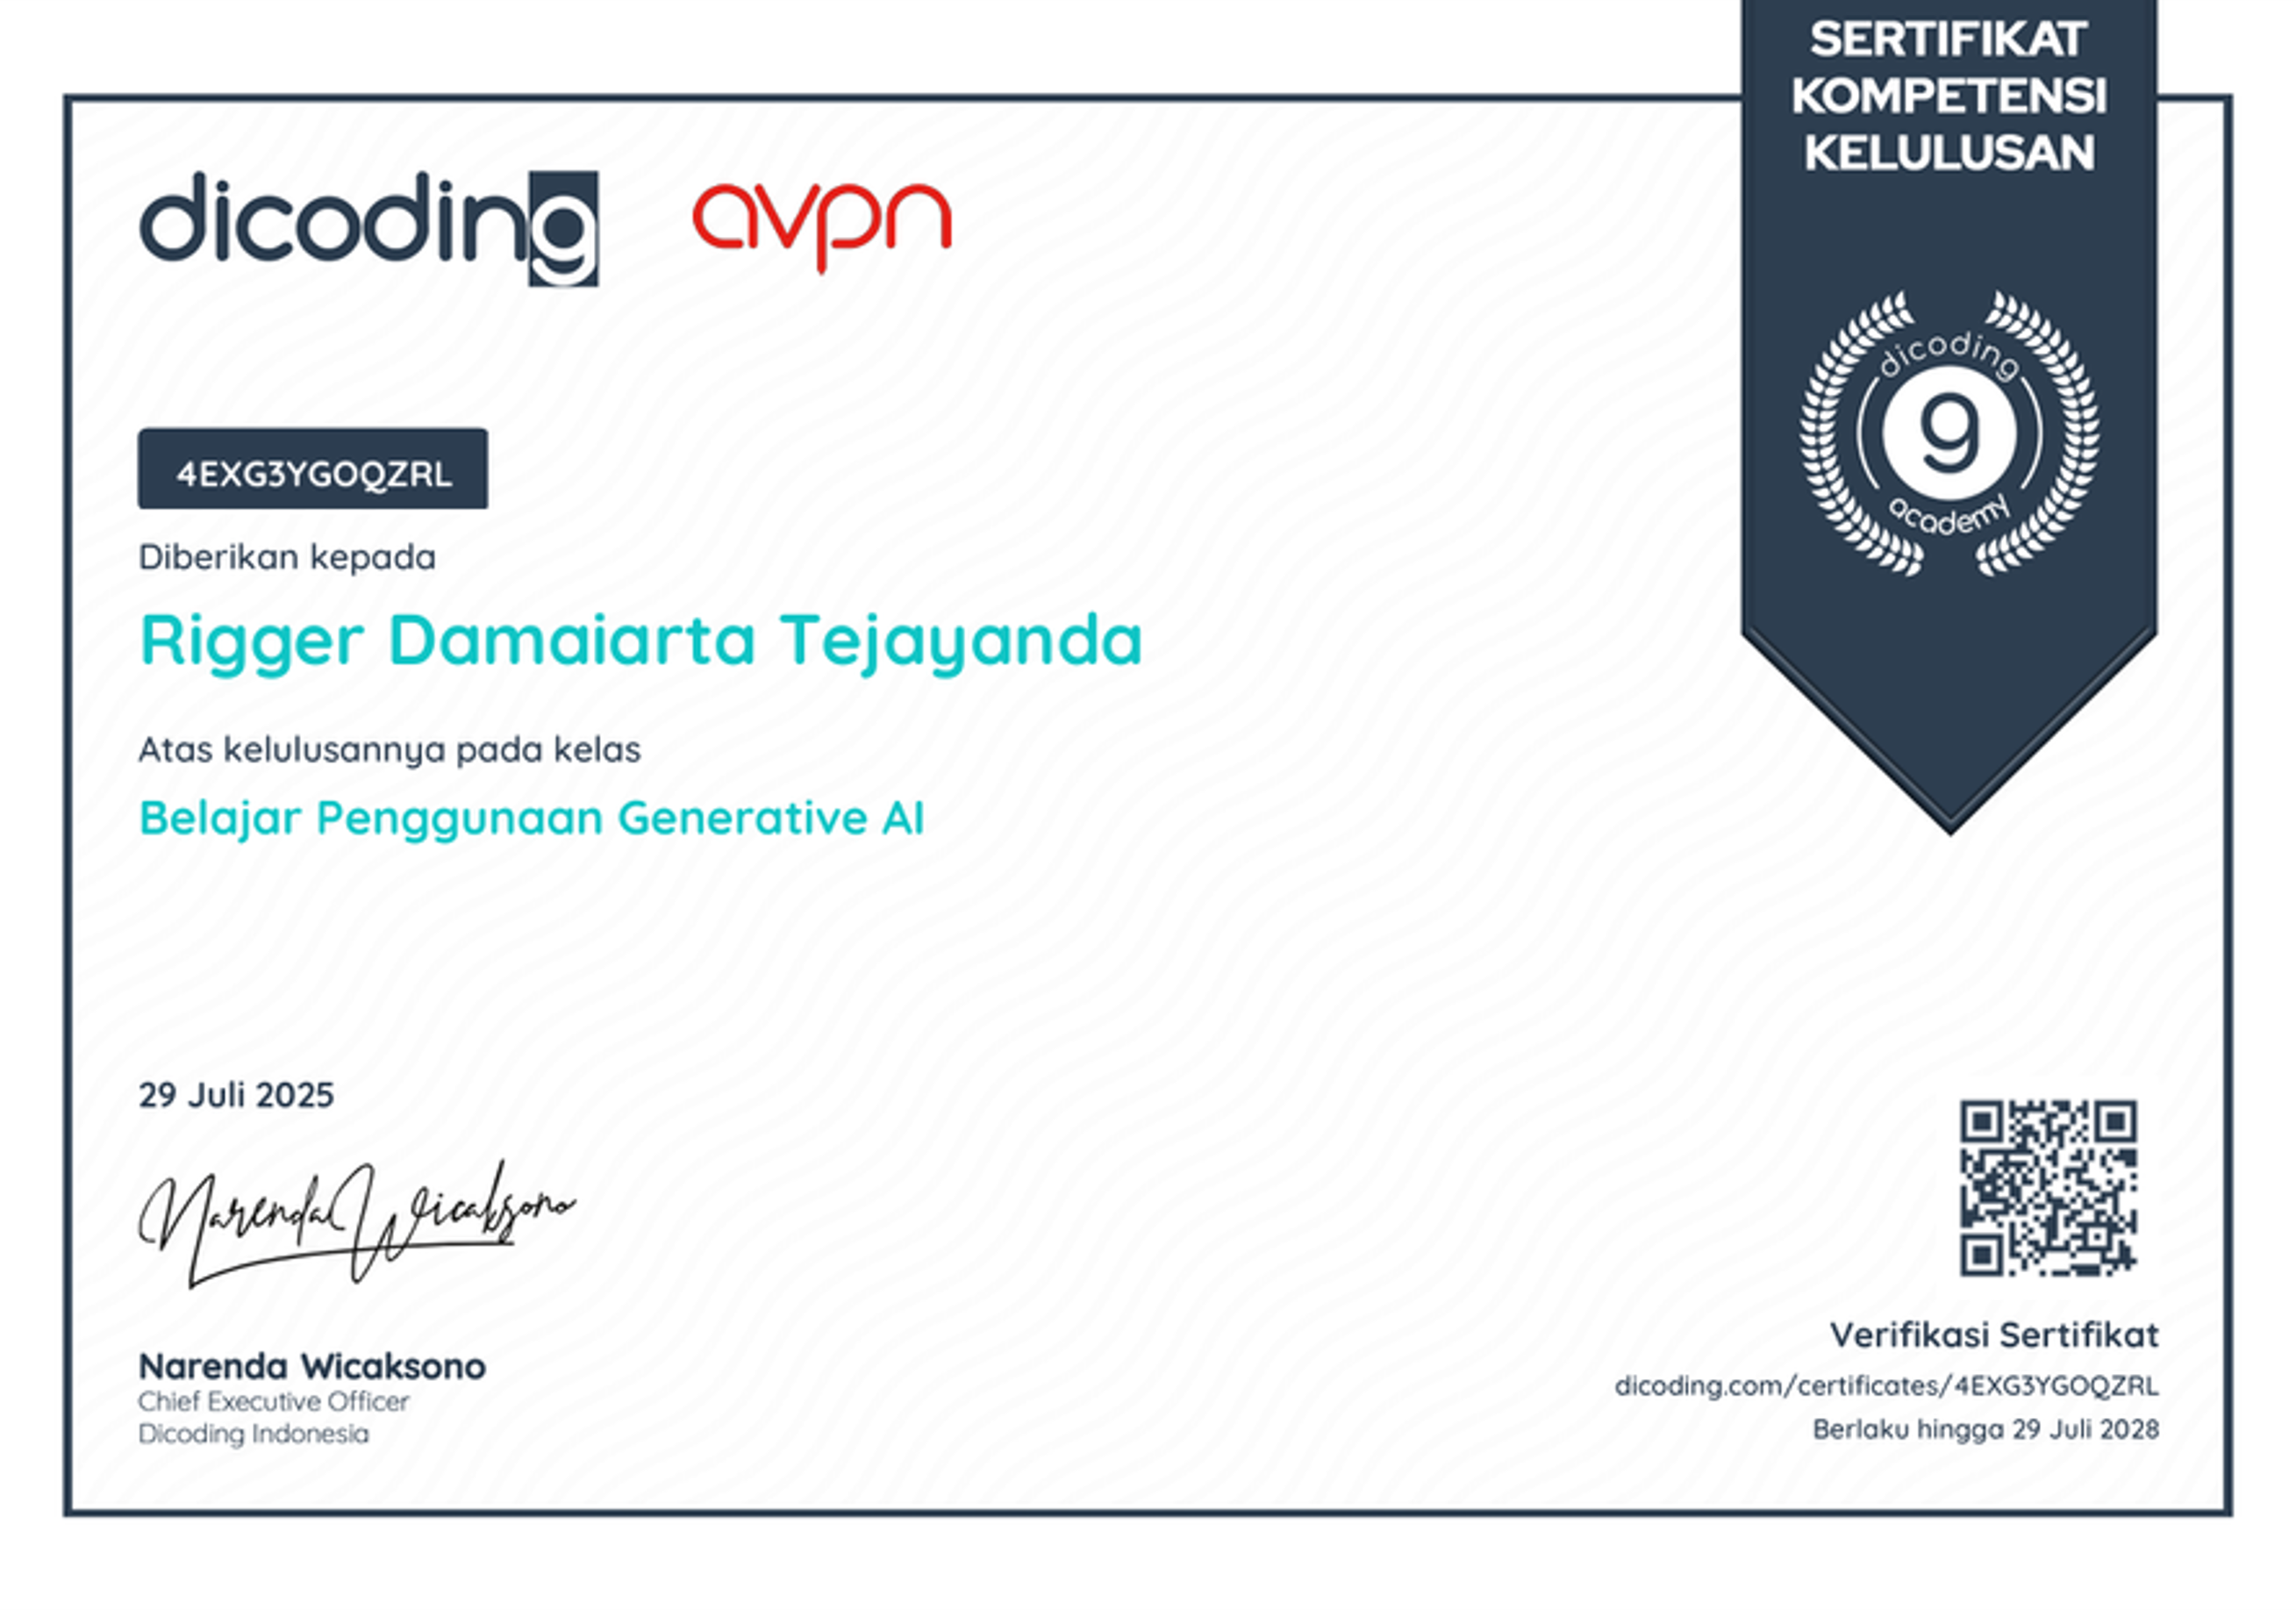 SERTIFIKAT
KOMPETENSI
KELULUSAN
dicoding
avpn
dicoding
g
academy
4EXG3YGOQZRL
Diberikan kepada
Rigger Damaiarta Tejayanda
Atas kelulusannya pada kelas
Belajar Penggunaan Generative AI
29 Juli 2025
Narenda Wicaksono
Narenda Wicaksono
Chief Executive Officer
Dicoding Indonesia
Verifikasi Sertifikat
dicoding.com/certificates/4EXG3YGOQZRL
Berlaku hingga 29 Juli 2028